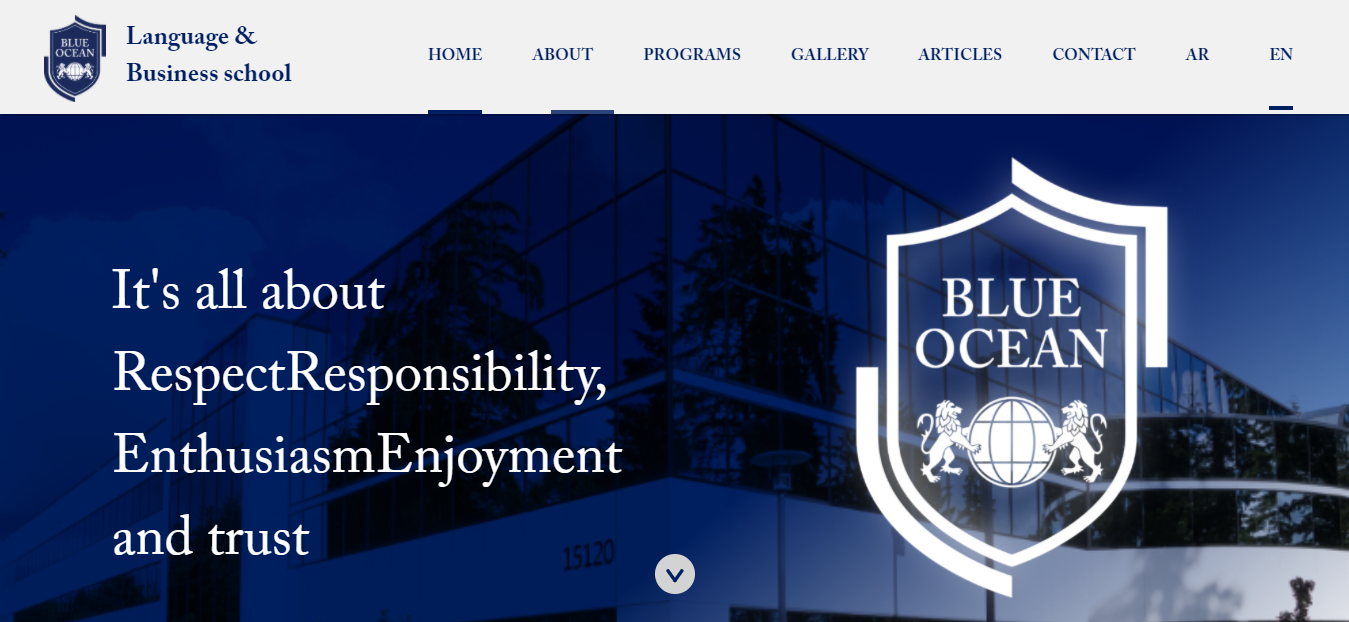 BLUE
OCEAN
Language &
Business school
HOME ABOUT PROGRAMS GALLERY ARTICLES CONTACT AR EN
It's all about
RespectResponsibility,
EnthusiasmEnjoyment
and trust
BLUE
OCEAN
15120